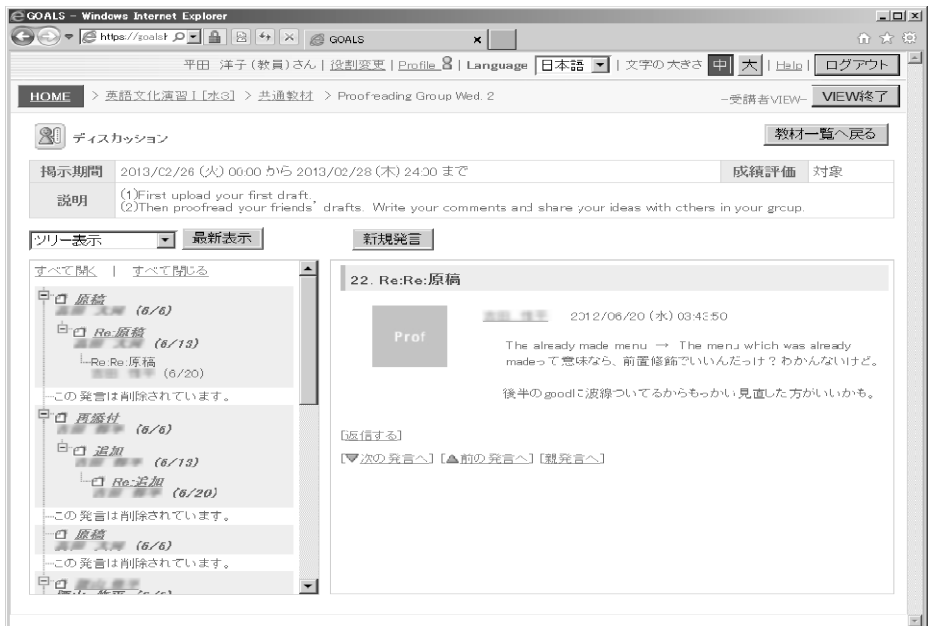 GOALS - Windows Internet Explorer
https://goalst
GOALS
平田 洋子(教員)さん | 役割変更 | Profile | Language 日本語 | 文字の大きさ 中 大 | Help | ログアウト
HOME > 英語文化演習Ⅰ[水3] > 共通教材 > Proofreading Group Wed. 2
-受講者VIEW- VIEW終了
ディスカッション
教材一覧へ戻る
掲示期間 2013/02/26 (火) 00:00 から 2013/02/28 (木) 24:00 まで 成績評価 対象
説明 (1)First upload your first draft.
(2)Then proofread your friends' drafts. Write your comments and share your ideas with others in your group.
ツリー表示 最新表示 新規発言
すべて開く | すべて閉じる
原稿
(6/6)
Re:原稿
(6/13)
Re:Re:原稿
(6/20)
この発言は削除されています。
再添付
(6/6)
追加
(6/13)
Re:追加
(6/20)
この発言は削除されています。
原稿
(6/6)
この発言は削除されています。
22. Re:Re:原稿
Prof
2012/06/20 (水) 03:43:50
The already made menu → The menu which was already
madeって意味なら、前置修飾でいいんだっけ？わかんないけど。
後半のgoodに波線ついてるからもっかい見直した方がいいかも。
[返信する]
[▼次の発言へ] [▲前の発言へ] [親発言へ]